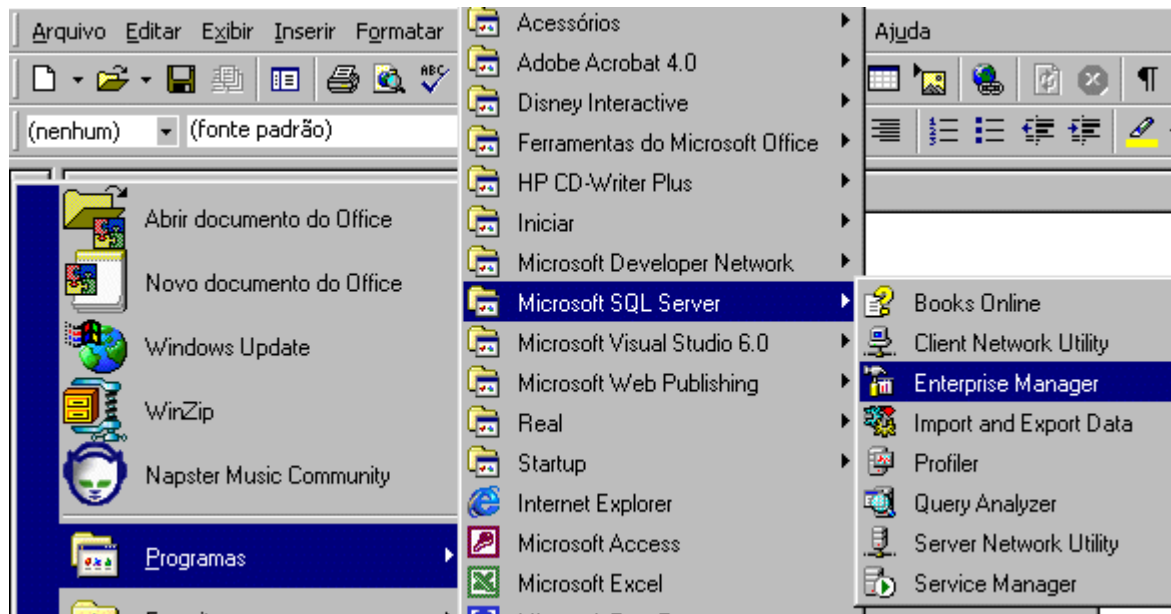 Arquivo Editar Exibir Inserir Formatar
Ajuda
(nenhum) (fonte padrão)
Abrir documento do Office
Novo documento do Office
Windows Update
WinZip
Napster Music Community
Programas
Acessórios
Adobe Acrobat 4.0
Disney Interactive
Ferramentas do Microsoft Office
HP CD-Writer Plus
Iniciar
Microsoft Developer Network
Microsoft SQL Server
Microsoft Visual Studio 6.0
Microsoft Web Publishing
Real
Startup
Internet Explorer
Microsoft Access
Microsoft Excel
Books Online
Client Network Utility
Enterprise Manager
Import and Export Data
Profiler
Query Analyzer
Server Network Utility
Service Manager